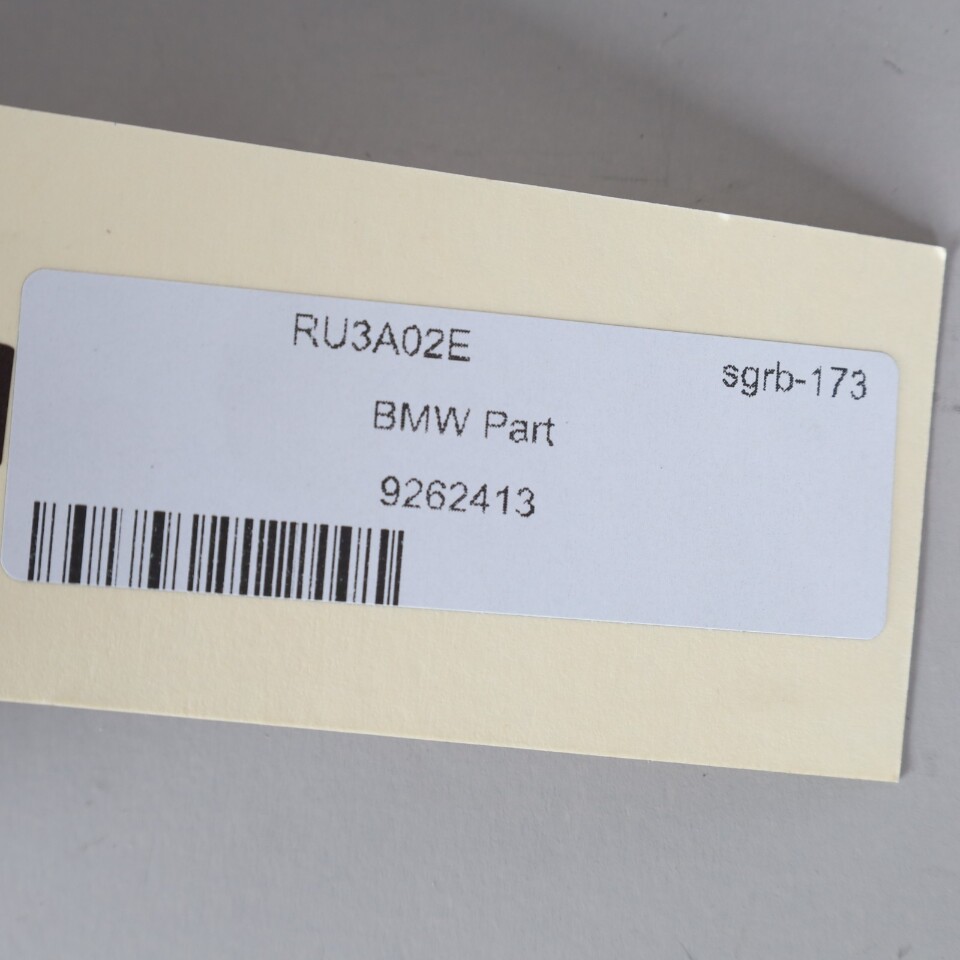 RU3A02E
sgrb-173
BMW Part
9262413